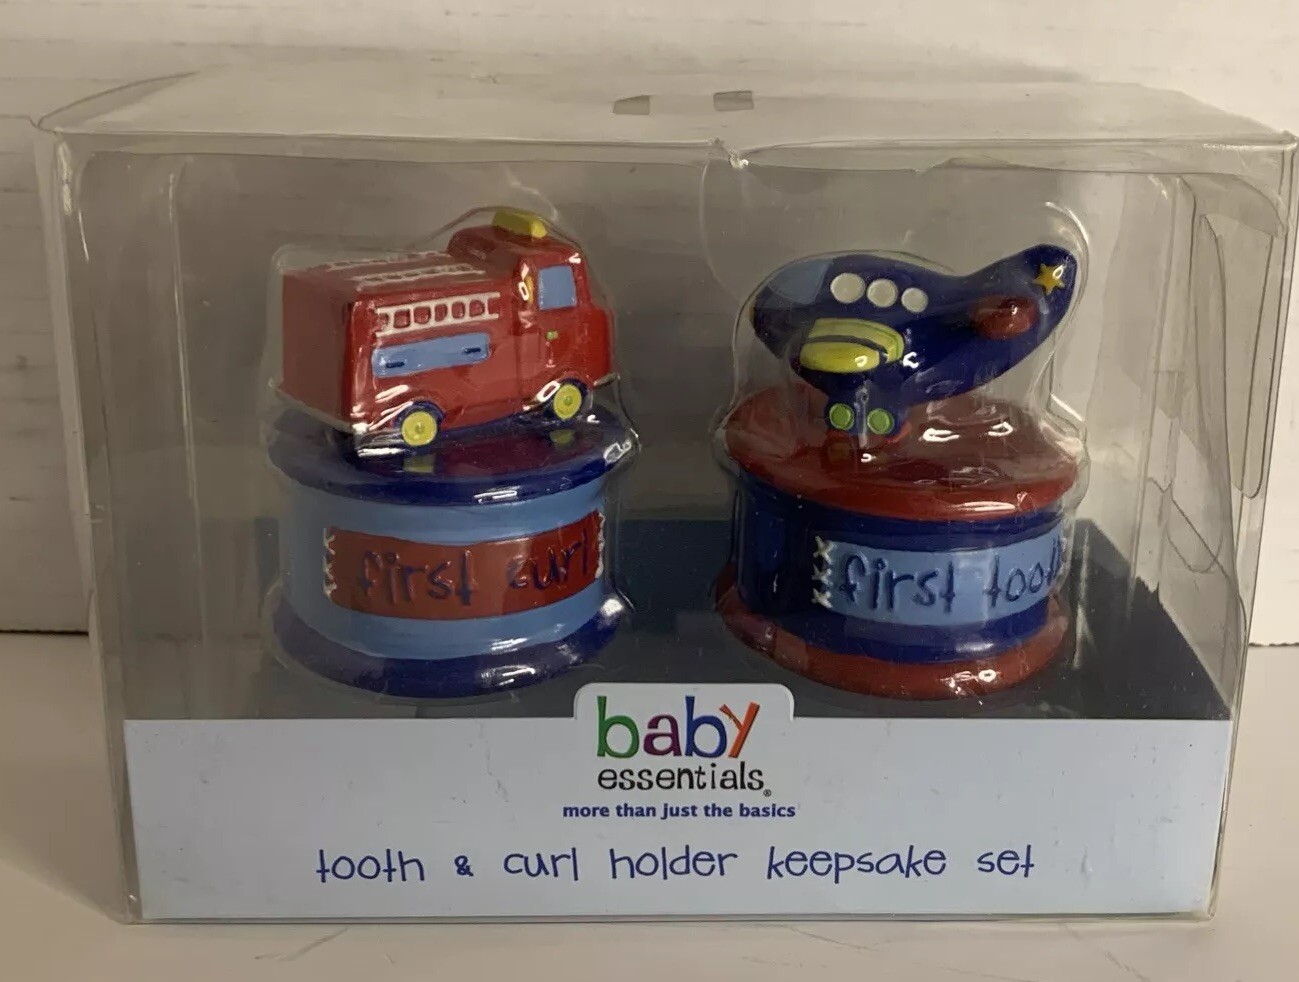 first curl
first tooth
baby
essentials®
more than just the basics
tooth & curl holder keepsake set